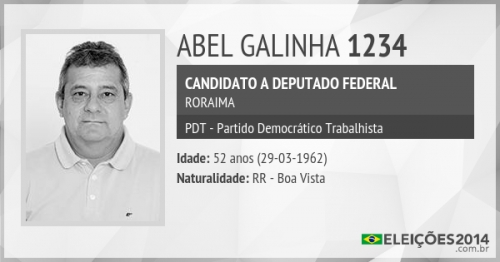 ABEL GALINHA 1234
CANDIDATO A DEPUTADO FEDERAL
RORAIMA
PDT - Partido Democrático Trabalhista
Idade: 52 anos (29-03-1962)
Naturalidade: RR - Boa Vista
ELEIÇÕES2014
.com.br